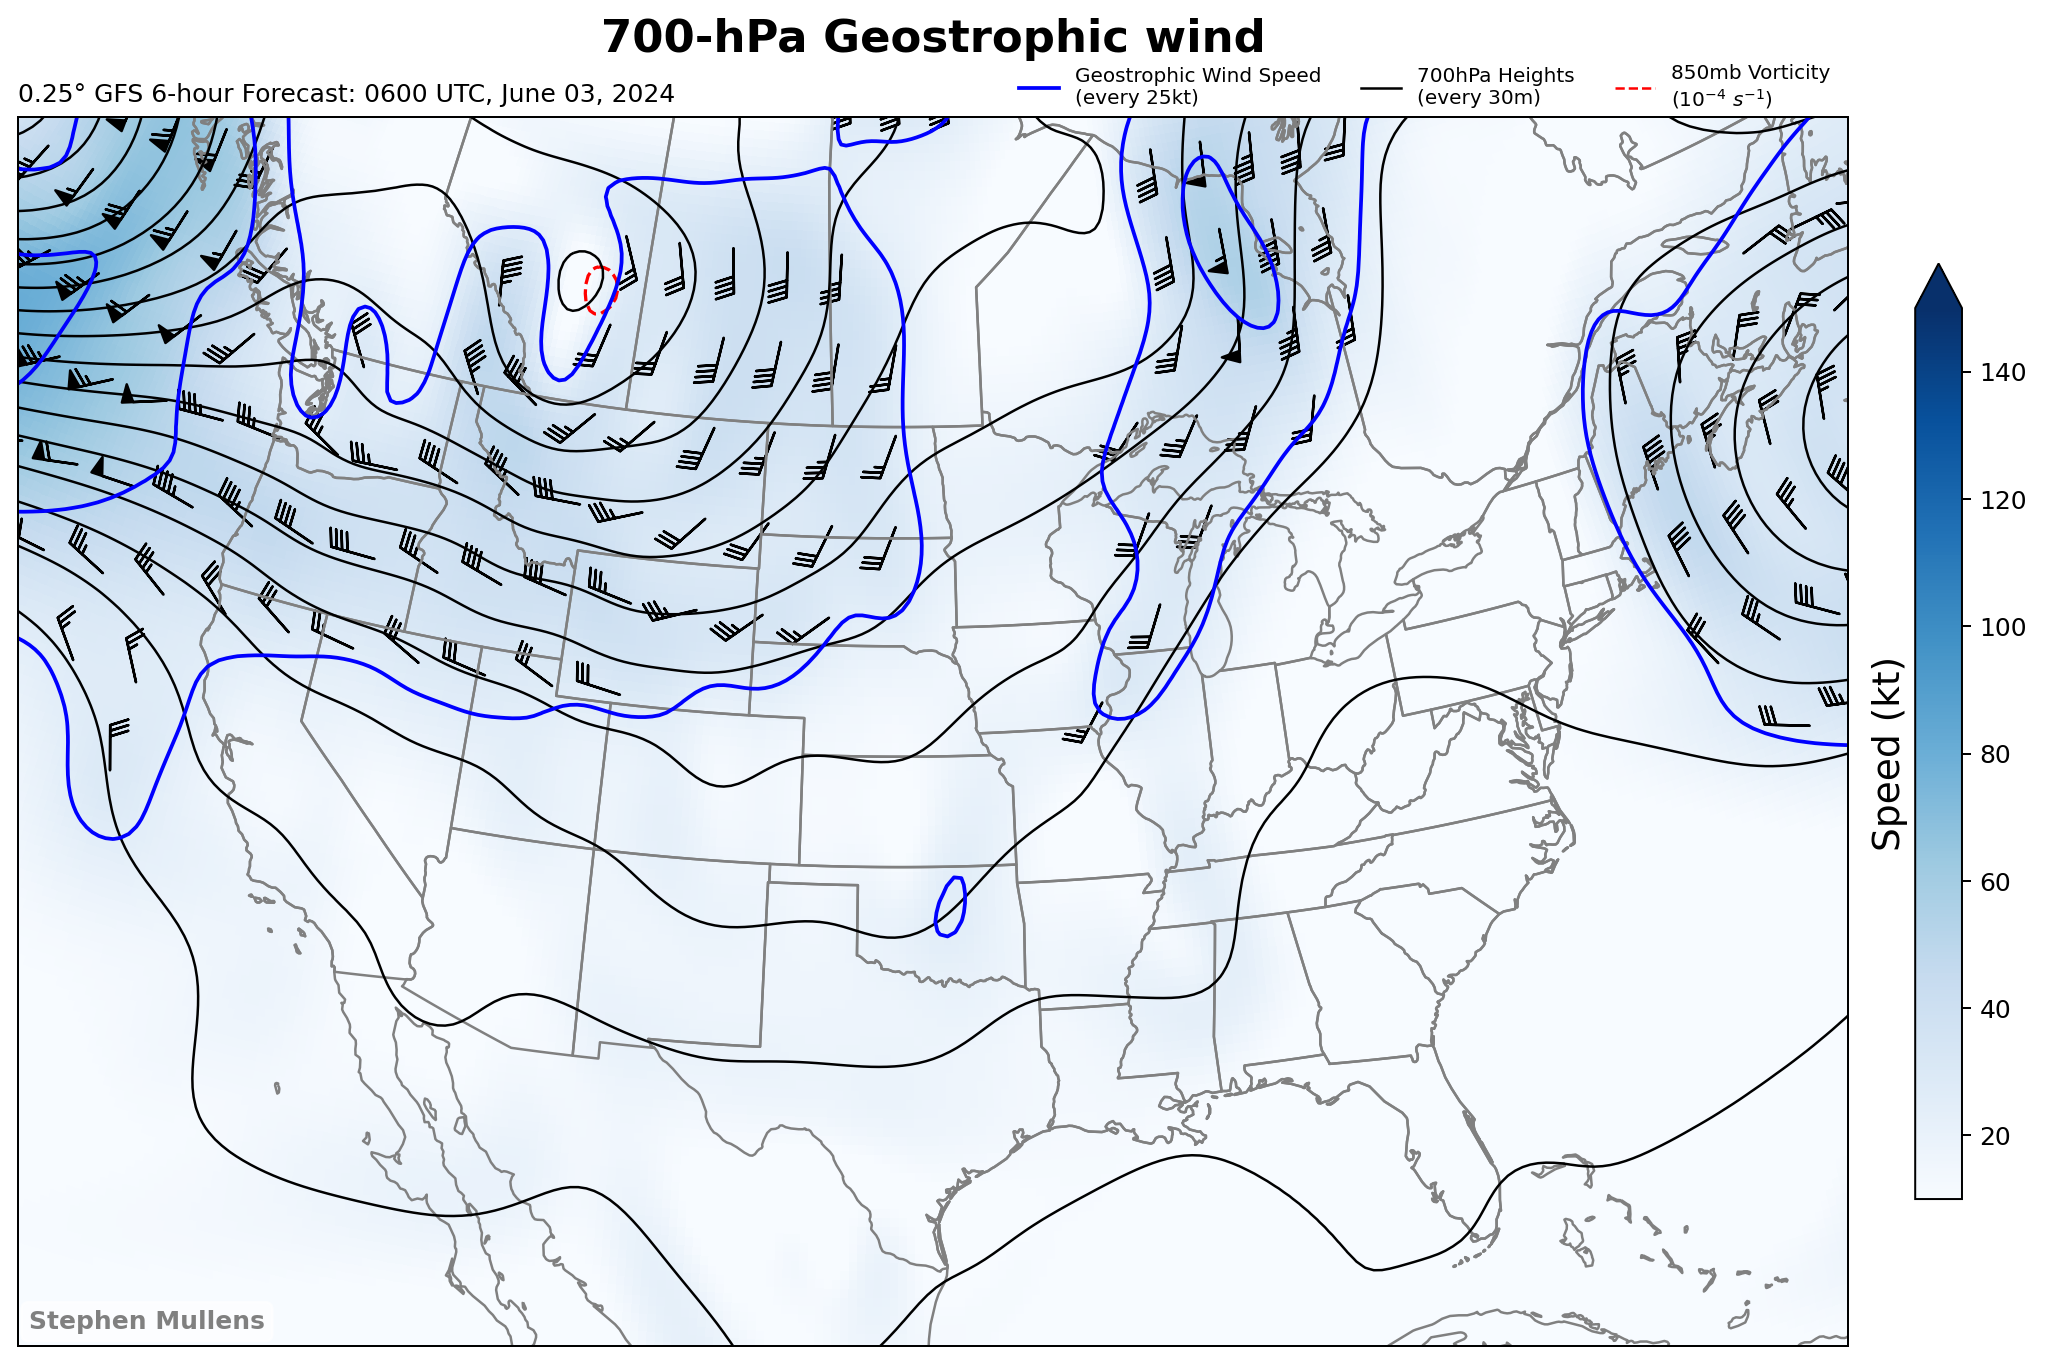 700-hPa Geostrophic wind
0.25° GFS 6-hour Forecast: 0600 UTC, June 03, 2024
Geostrophic Wind Speed
(every 25kt)
700hPa Heights
(every 30m)
850mb Vorticity
(10⁻⁴ s⁻¹)
140
120
100
80
60
40
20
Speed (kt)
Stephen Mullens